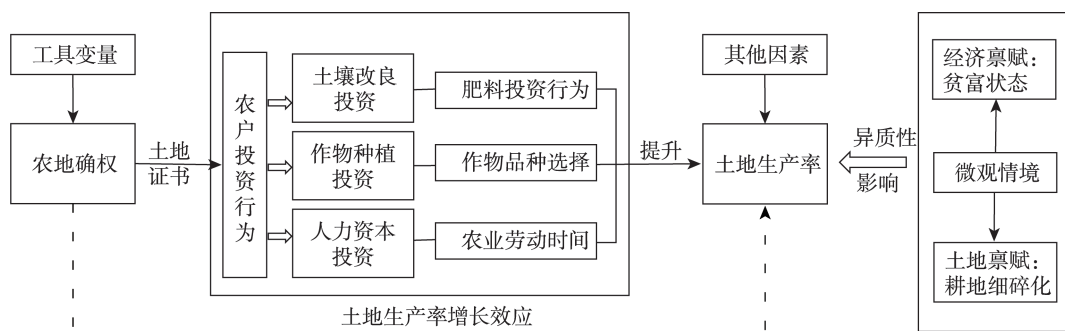 工具变量
农地确权
土地
证书
农户投资行为
土壤改良
投资
作物种植
投资
人力资本
投资
肥料投资行为
作物品种选择
农业劳动时间
土地生产率增长效应
提升
其他因素
土地生产率
异质性
影响
经济禀赋:
贫富状态
微观情境
土地禀赋:
耕地细碎化